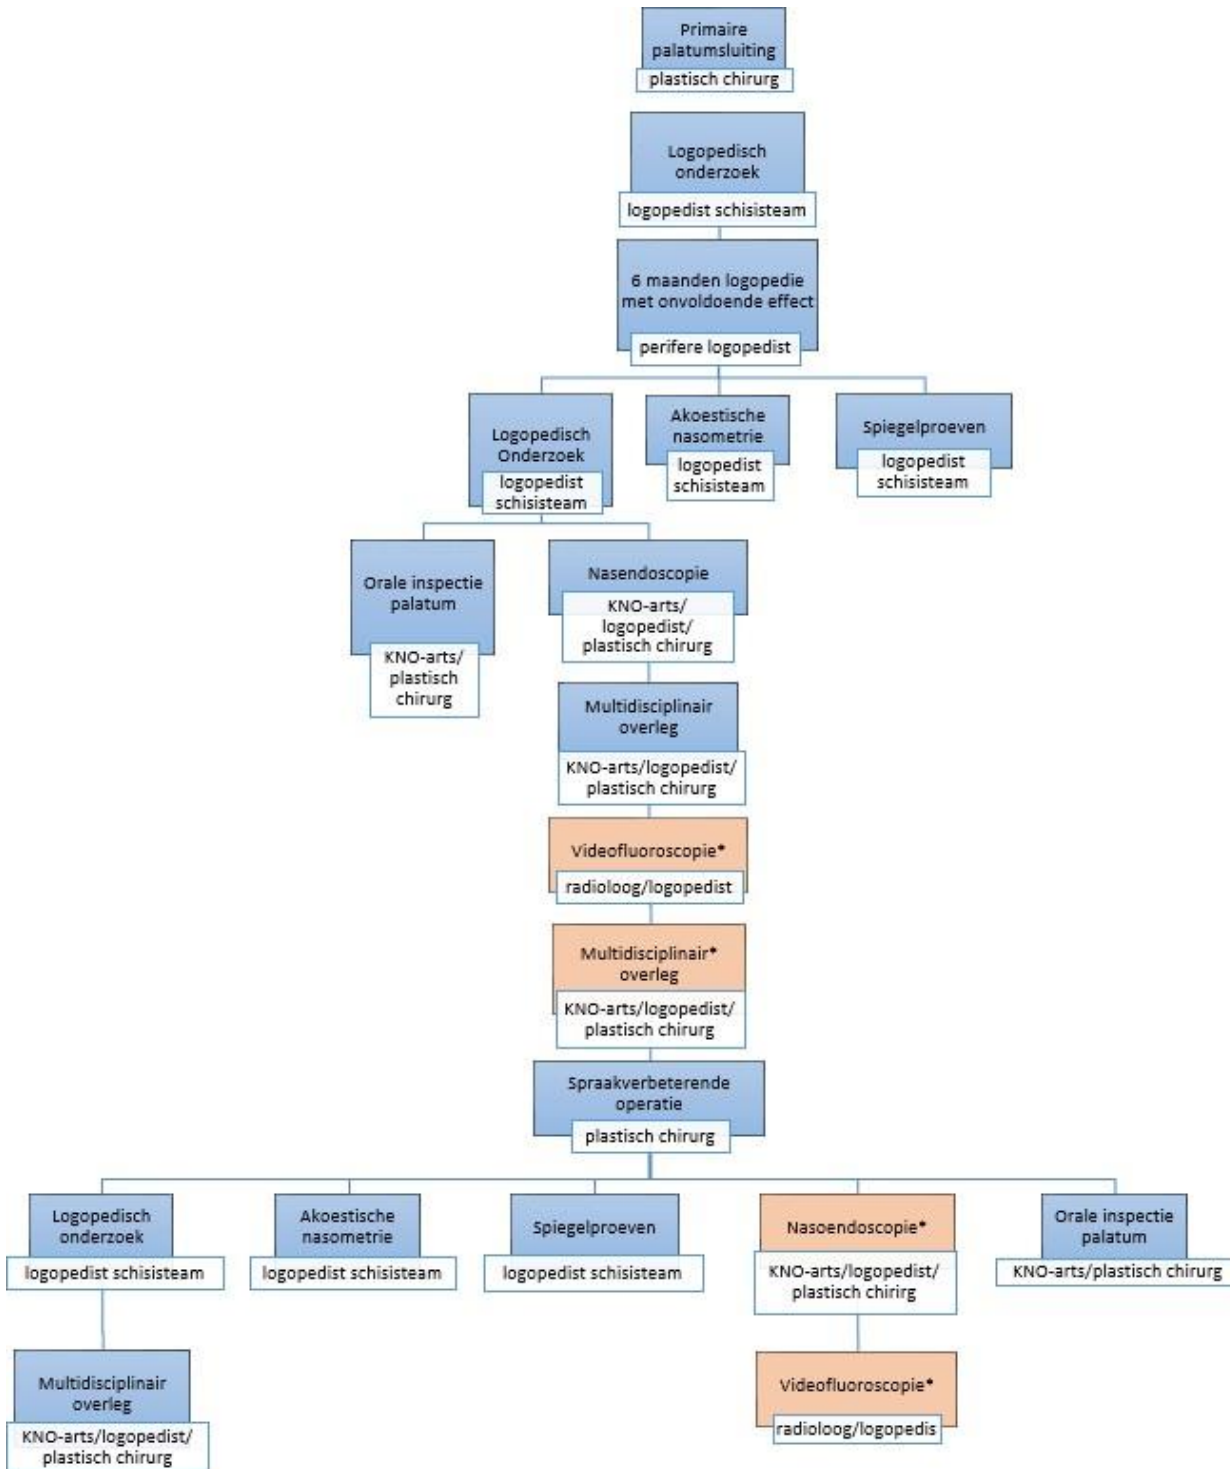 Primaire
palatumsluiting
plastisch chirurg
Logopedisch
onderzoek
logopedist schisisteam
6 maanden logopedie
met onvoldoende effect
perifere logopedist
Logopedisch
Onderzoek
logopedist
schisisteam
Akoestische
nasometrie
logopedist
schisisteam
Spiegelproeven
logopedist
schisisteam
Orale inspectie
palatum
KNO-arts/
plastisch
chirurg
Nasendoscopie
KNO-arts/
logopedist/
plastisch chirurg
Multidisciplinair
overleg
KNO-arts/logopedist/
plastisch chirurg
Videofluoroscopie*
radioloog/logopedist
Multidisciplinair*
overleg
KNO-arts/logopedist/
plastisch chirurg
Spraakverbeterende
operatie
plastisch chirurg
Logopedisch
onderzoek
logopedist schisisteam
Akoestische
nasometrie
logopedist schisisteam
Spiegelproeven
logopedist schisisteam
Nasoendoscopie*
KNO-arts/logopedist/
plastisch chirirg
Orale inspectie
palatum
KNO-arts/plastisch chirurg
Multidisciplinair
overleg
KNO-arts/logopedist/
plastisch chirurg
Videofluoroscopie*
radioloog/logopedis